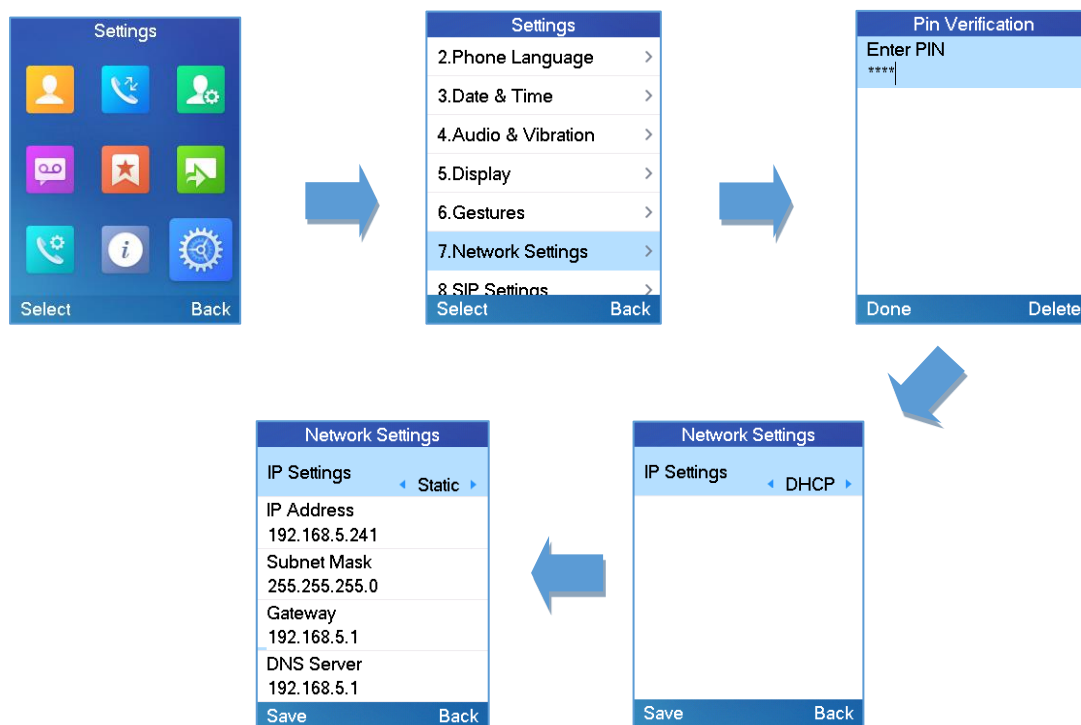 Settings
Select Back
Settings
2.Phone Language
3.Date & Time
4.Audio & Vibration
5.Display
6.Gestures
7.Network Settings
8.SIP Settings
Select Back
Pin Verification
Enter PIN
****
Done Delete
Network Settings
IP Settings
DHCP
Save Back
Network Settings
IP Settings
Static
IP Address
192.168.5.241
Subnet Mask
255.255.255.0
Gateway
192.168.5.1
DNS Server
192.168.5.1
Save Back